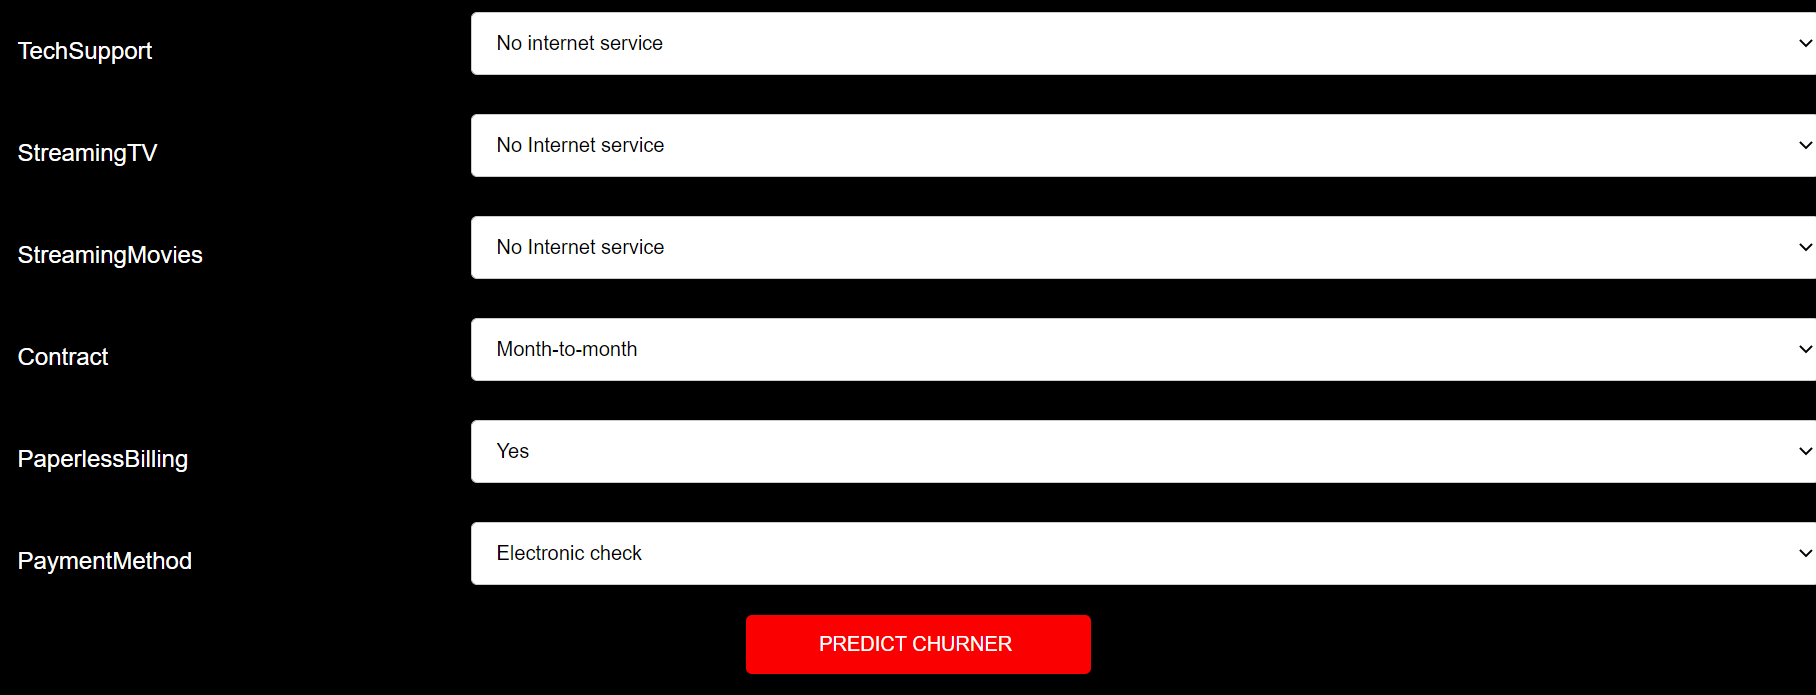 TechSupport
No internet service
StreamingTV
No Internet service
StreamingMovies
No Internet service
Contract
Month-to-month
PaperlessBilling
Yes
PaymentMethod
Electronic check
PREDICT CHURNER